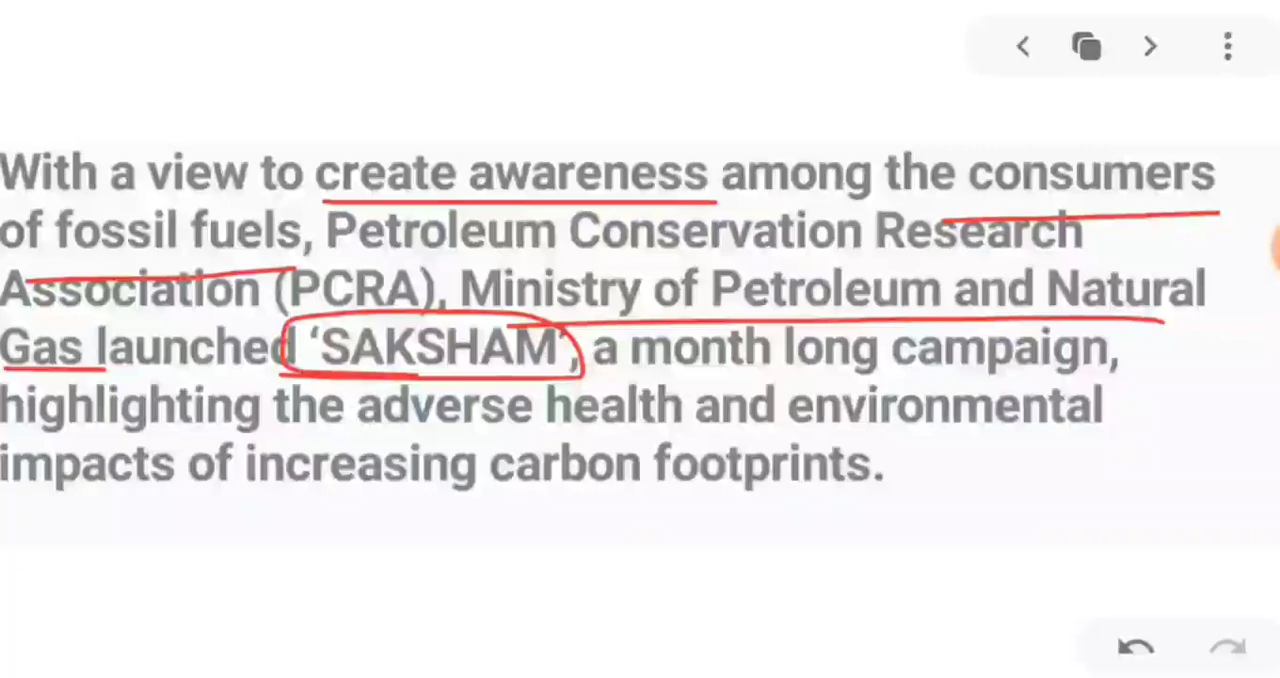 With a view to create awareness among the consumers
of fossil fuels, Petroleum Conservation Research
Association (PCRA), Ministry of Petroleum and Natural
Gas launched ‘SAKSHAM’, a month long campaign,
highlighting the adverse health and environmental
impacts of increasing carbon footprints.